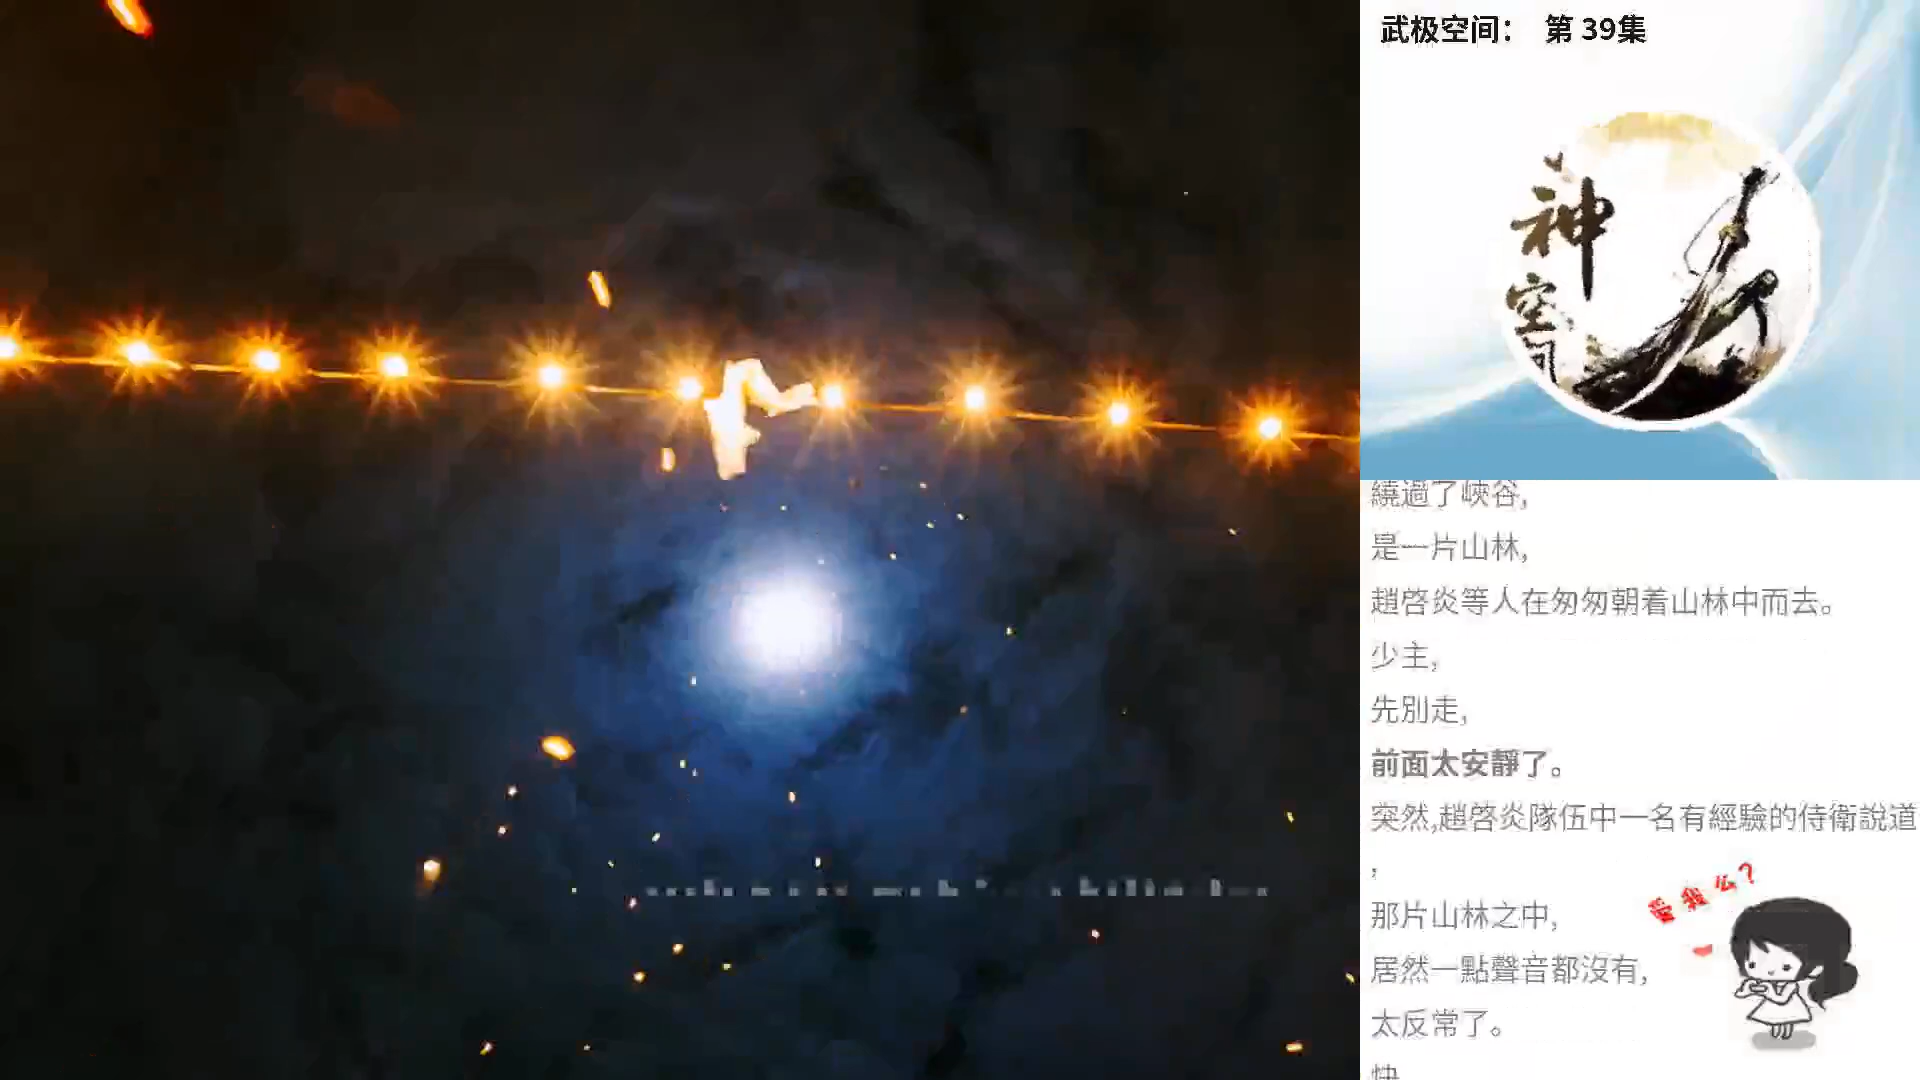 武极空间： 第 39集
神
空间
繞過了峽谷,
是一片山林,
趙啓炎等人在匆匆朝着山林中而去。
少主,
先別走,
前面太安靜了。
突然,趙啓炎隊伍中一名有經驗的侍衛說道
,
那片山林之中,
居然一點聲音都沒有,
太反常了。
快
爱我么?